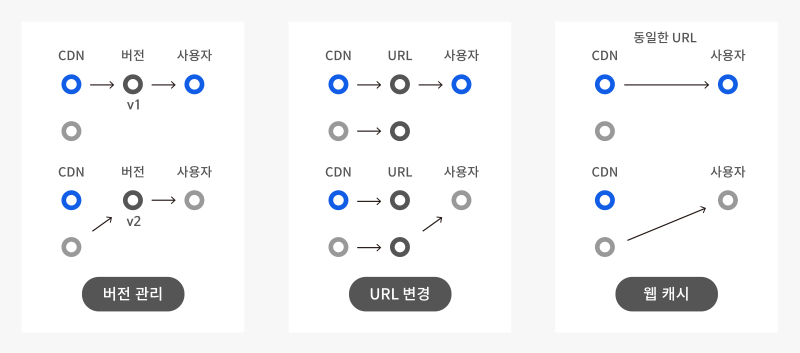 CDN 버전 사용자
v1
CDN 버전 사용자
v2
버전 관리
CDN URL 사용자
CDN URL 사용자
URL 변경
동일한 URL
CDN 사용자
CDN 사용자
웹 캐시